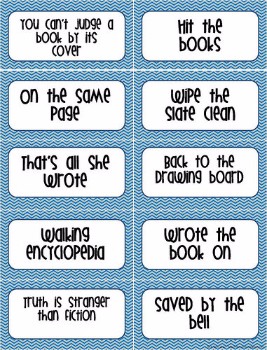 You can't judge a
book by its
cover
Hit the
books
On the same
page
Wipe the
slate clean
That's all she
wrote
Back to the
drawing board
Walking
encyclopedia
Wrote the
book on
Truth is stranger
than fiction
Saved by the
bell